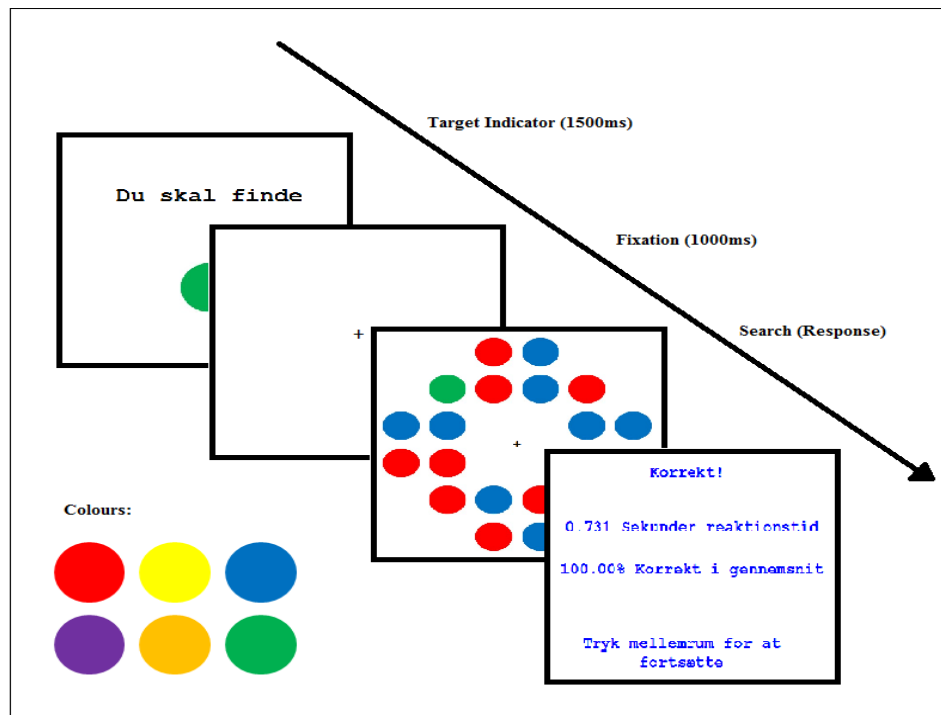 Target Indicator (1500ms)
Du skal finde
Fixation (1000ms)
+
Search (Response)
+
Korrekt!
0.731 Sekunder reaktionstid
100.00% Korrekt i gennemsnit
Tryk mellemrum for at
fortsætte
Colours: